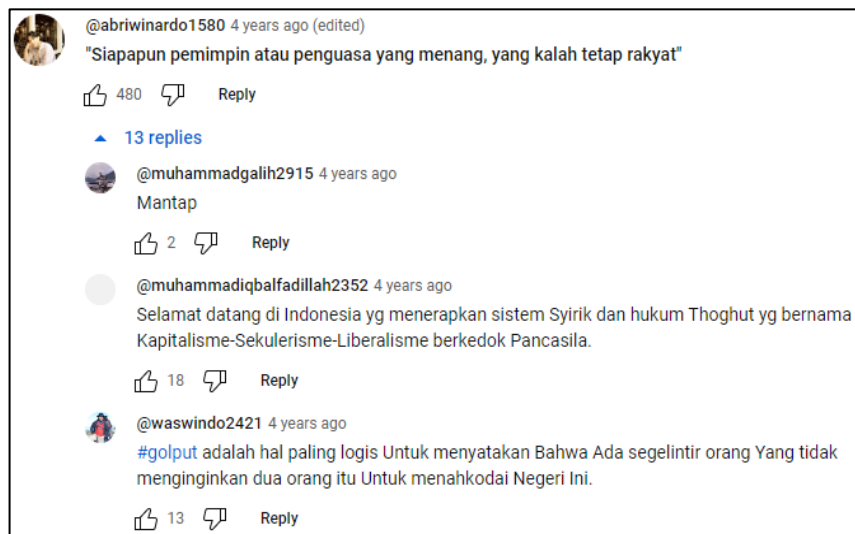 @abriwinardo1580 4 years ago (edited)
"Siapapun pemimpin atau penguasa yang menang, yang kalah tetap rakyat"
480 Reply
13 replies
@muhammadgalih2915 4 years ago
Mantap
2 Reply
@muhammadiqbalfadillah2352 4 years ago
Selamat datang di Indonesia yg menerapkan sistem Syirik dan hukum Thoghut yg bernama
Kapitalisme-Sekulerisme-Liberalisme berkedok Pancasila.
18 Reply
@waswindo2421 4 years ago
#golput adalah hal paling logis Untuk menyatakan Bahwa Ada segelintir orang Yang tidak
menginginkan dua orang itu Untuk menahkodai Negeri Ini.
13 Reply